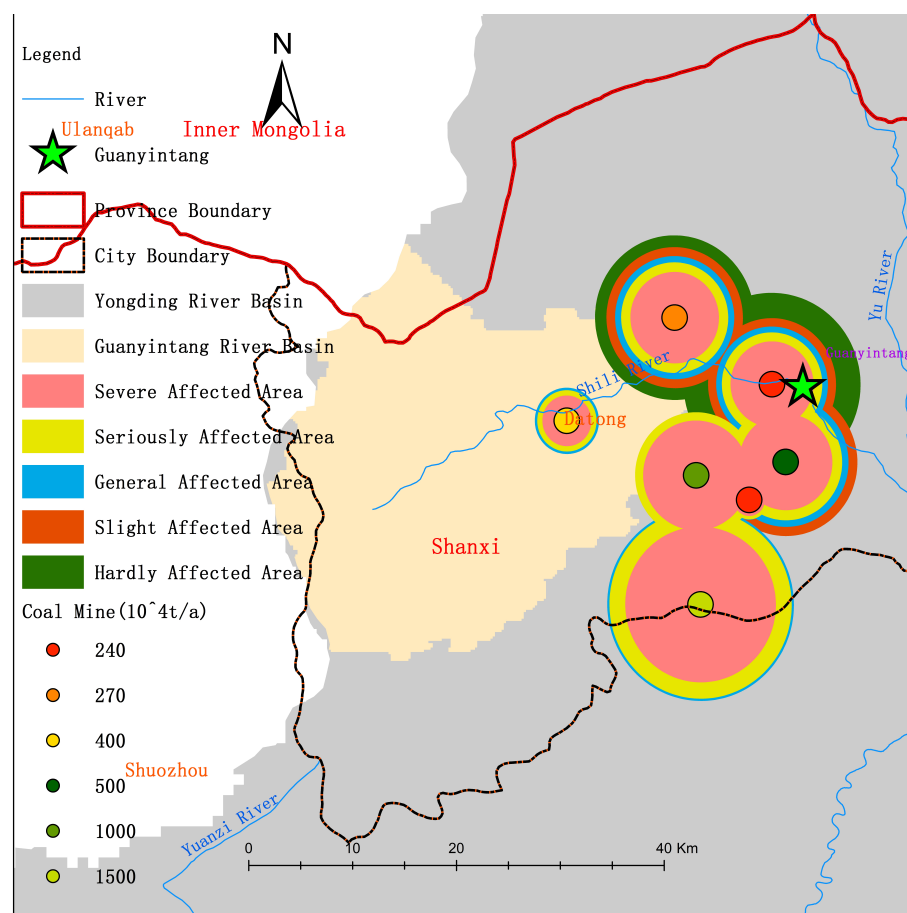 Legend
N
River
Ulanqab
Inner Mongolia
Guanyintang
Province Boundary
City Boundary
Yongding River Basin
Guanyintang River Basin
Severe Affected Area
Seriously Affected Area
General Affected Area
Slight Affected Area
Hardly Affected Area
Coal Mine(10^4t/a)
240
270
400
500
1000
1500
Yu River
Guanyintang
Shili River
Datong
Shanxi
Shuozhou
Yuanzi River
0 10 20 40 Km